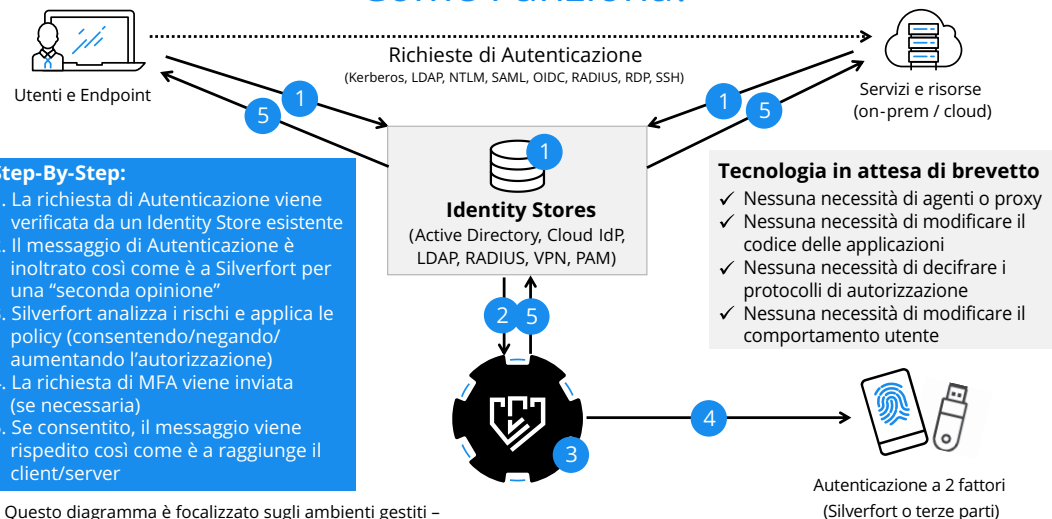 Come Funziona:
Richieste di Autenticazione
(Kerberos, LDAP, NTLM, SAML, OIDC, RADIUS, RDP, SSH)
Utenti e Endpoint
Servizi e risorse
(on-prem / cloud)
1
5
1
5
1
Identity Stores
(Active Directory, Cloud IdP,
LDAP, RADIUS, VPN, PAM)
Step-By-Step:
1. La richiesta di Autenticazione viene
verificata da un Identity Store esistente
2. Il messaggio di Autenticazione è
inoltrato così come è a Silverfort per
una “seconda opinione”
3. Silverfort analizza i rischi e applica le
policy (consentendo/negando/
aumentando l’autorizzazione)
4. La richiesta di MFA viene inviata
(se necessaria)
5. Se consentito, il messaggio viene
rispedito così come è a raggiunge il
client/server
Tecnologia in attesa di brevetto
✓ Nessuna necessità di agenti o proxy
✓ Nessuna necessità di modificare il
codice delle applicazioni
✓ Nessuna necessità di decifrare i
protocolli di autorizzazione
✓ Nessuna necessità di modificare il
comportamento utente
2
5
3
4
Autenticazione a 2 fattori
(Silverfort o terze parti)
Questo diagramma è focalizzato sugli ambienti gestiti –